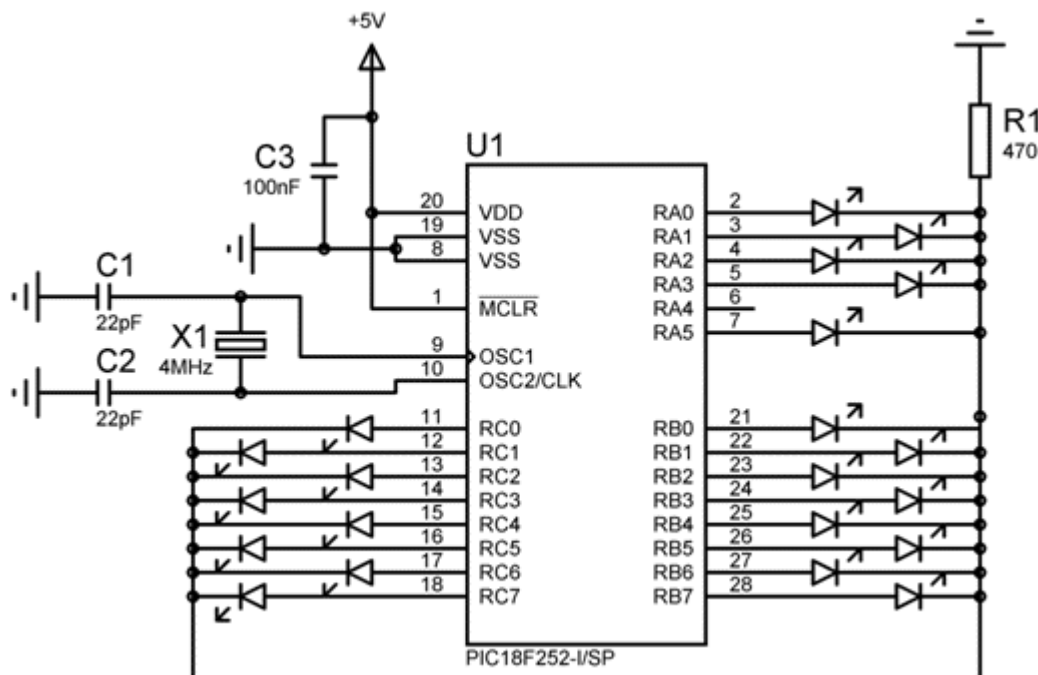 +5V
C3
100nF
U1
R1
470
20 VDD
19 VSS
8 VSS
1 MCLR
9 OSC1
10 OSC2/CLK
11 RC0
12 RC1
13 RC2
14 RC3
15 RC4
16 RC5
17 RC6
18 RC7
RA0 2
RA1 3
RA2 4
RA3 5
RA4 6
RA5 7
RB0 21
RB1 22
RB2 23
RB3 24
RB4 25
RB5 26
RB6 27
RB7 28
C1
22pF
X1
4MHz
C2
22pF
PIC18F252-I/SP